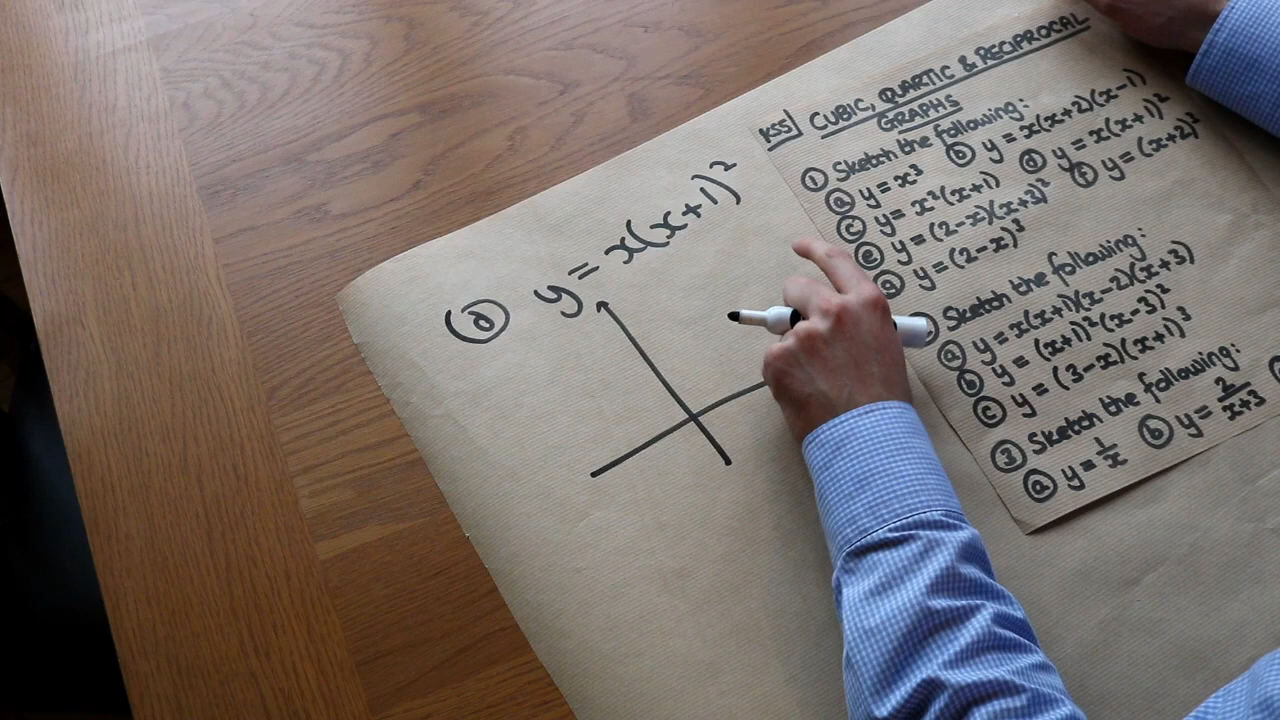 (d) y = x(x+1)²
KS5 CUBIC, QUARTIC & RECIPROCAL
GRAPHS
① Sketch the following:
ⓐ y = x³ ⓑ y = x(x+2)(x-1)
ⓒ y = x²(x+1) ⓓ y = x(x+1)²
ⓔ y = (2-x)(x+3)² ⓕ y = (x+2)³
ⓖ y = (2-x)³
Sketch the following:
ⓐ y = x(x+1)(x-2)(x+3)
ⓑ y = (x+1)²(x-3)²
ⓒ y = (3-x)(x+1)³
③ Sketch the following:
ⓐ y = 1/x ⓑ y = 2/x+3